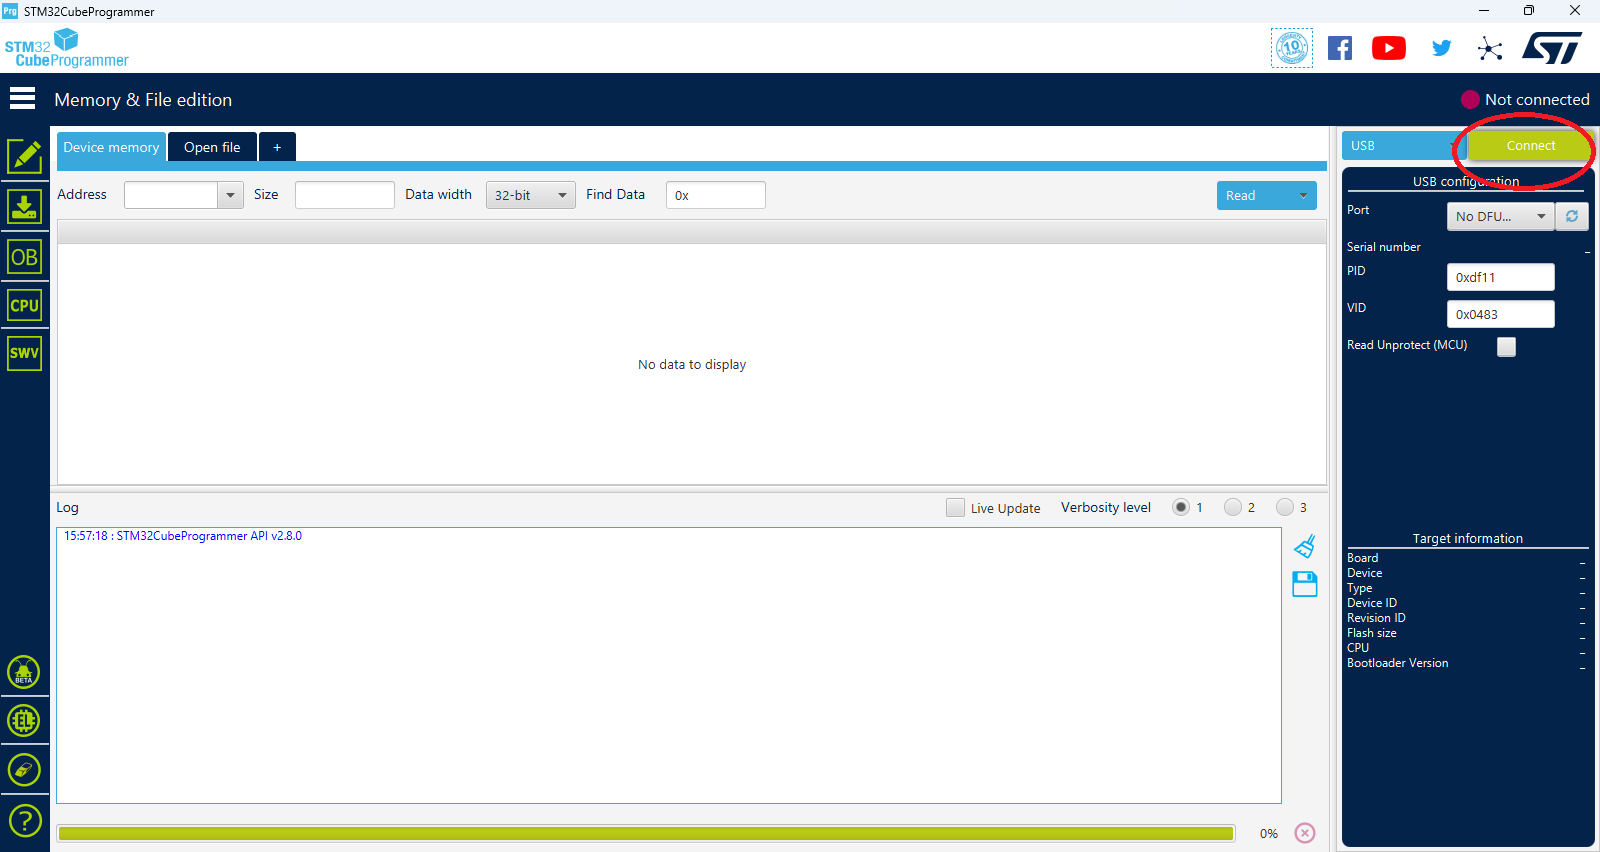 Prg STM32CubeProgrammer
STM32
CubeProgrammer
10
Memory & File edition
Not connected
Device memory Open file +
USB Connect
Address Size Data width 32-bit Find Data 0x Read
USB configuration
Port No DFU...
Serial number _
PID 0xdf11
VID 0x0483
Read Unprotect (MCU)
OB
CPU
SWV
No data to display
Log Live Update Verbosity level 1 2 3
15:57:18 : STM32CubeProgrammer API v2.8.0
Target information
Board _
Device _
Type _
Device ID _
Revision ID _
Flash size _
CPU _
Bootloader Version _
BETA
EL
?
0%